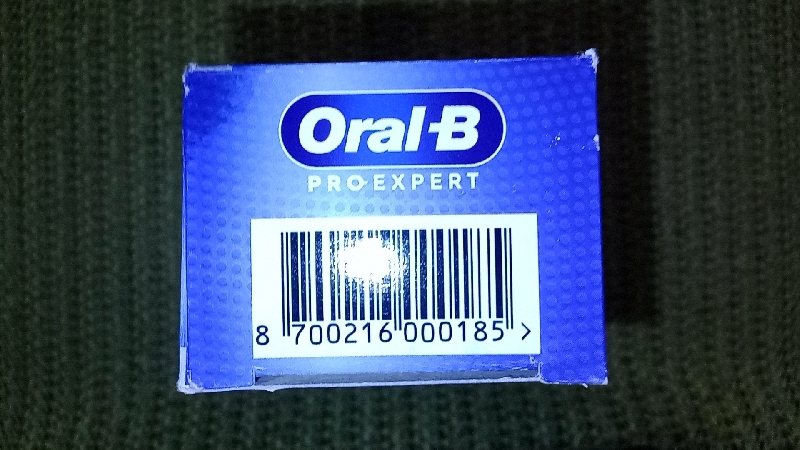 Oral-B
PRO-EXPERT
8 700216 000185 >